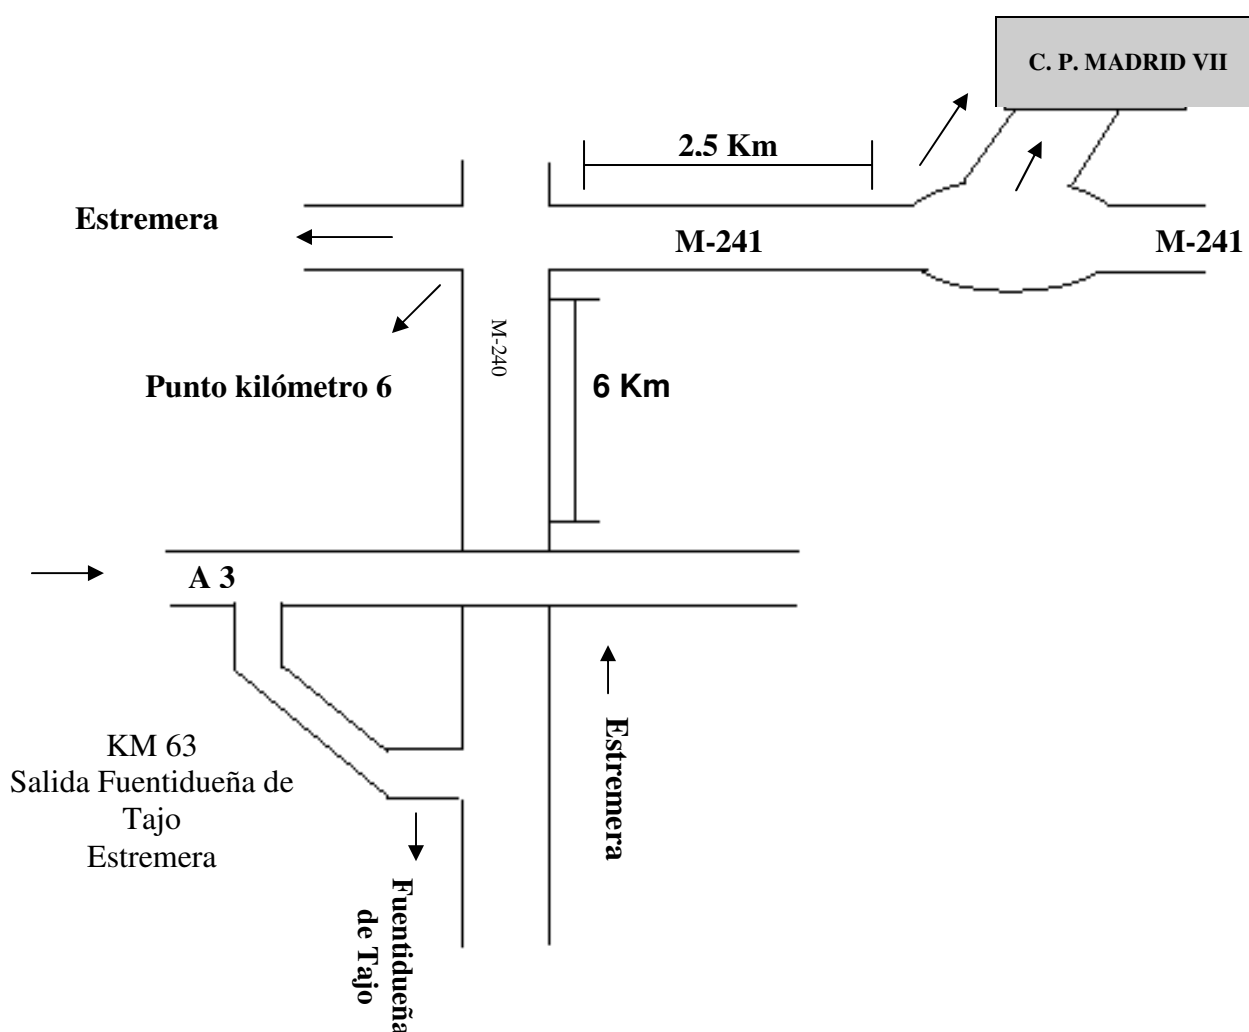 C. P. MADRID VII
2.5 Km
Estremera
M-241
M-241
M-240
Punto kilómetro 6
6 Km
A 3
KM 63
Salida Fuentidueña de
Tajo
Estremera
Estremera
Fuentidueña
de Tajo